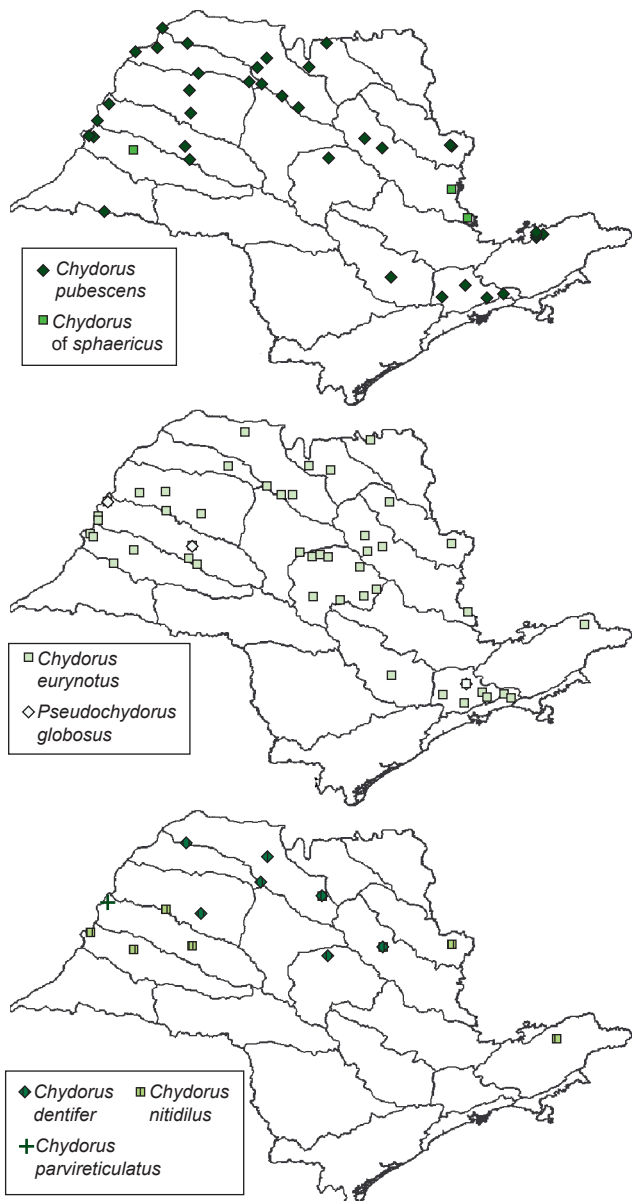 Chydorus
pubescens
Chydorus
of sphaericus
Chydorus
eurynotus
Pseudochydorus
globosus
Chydorus
dentifer
Chydorus
nitidilus
Chydorus
parvireticulatus